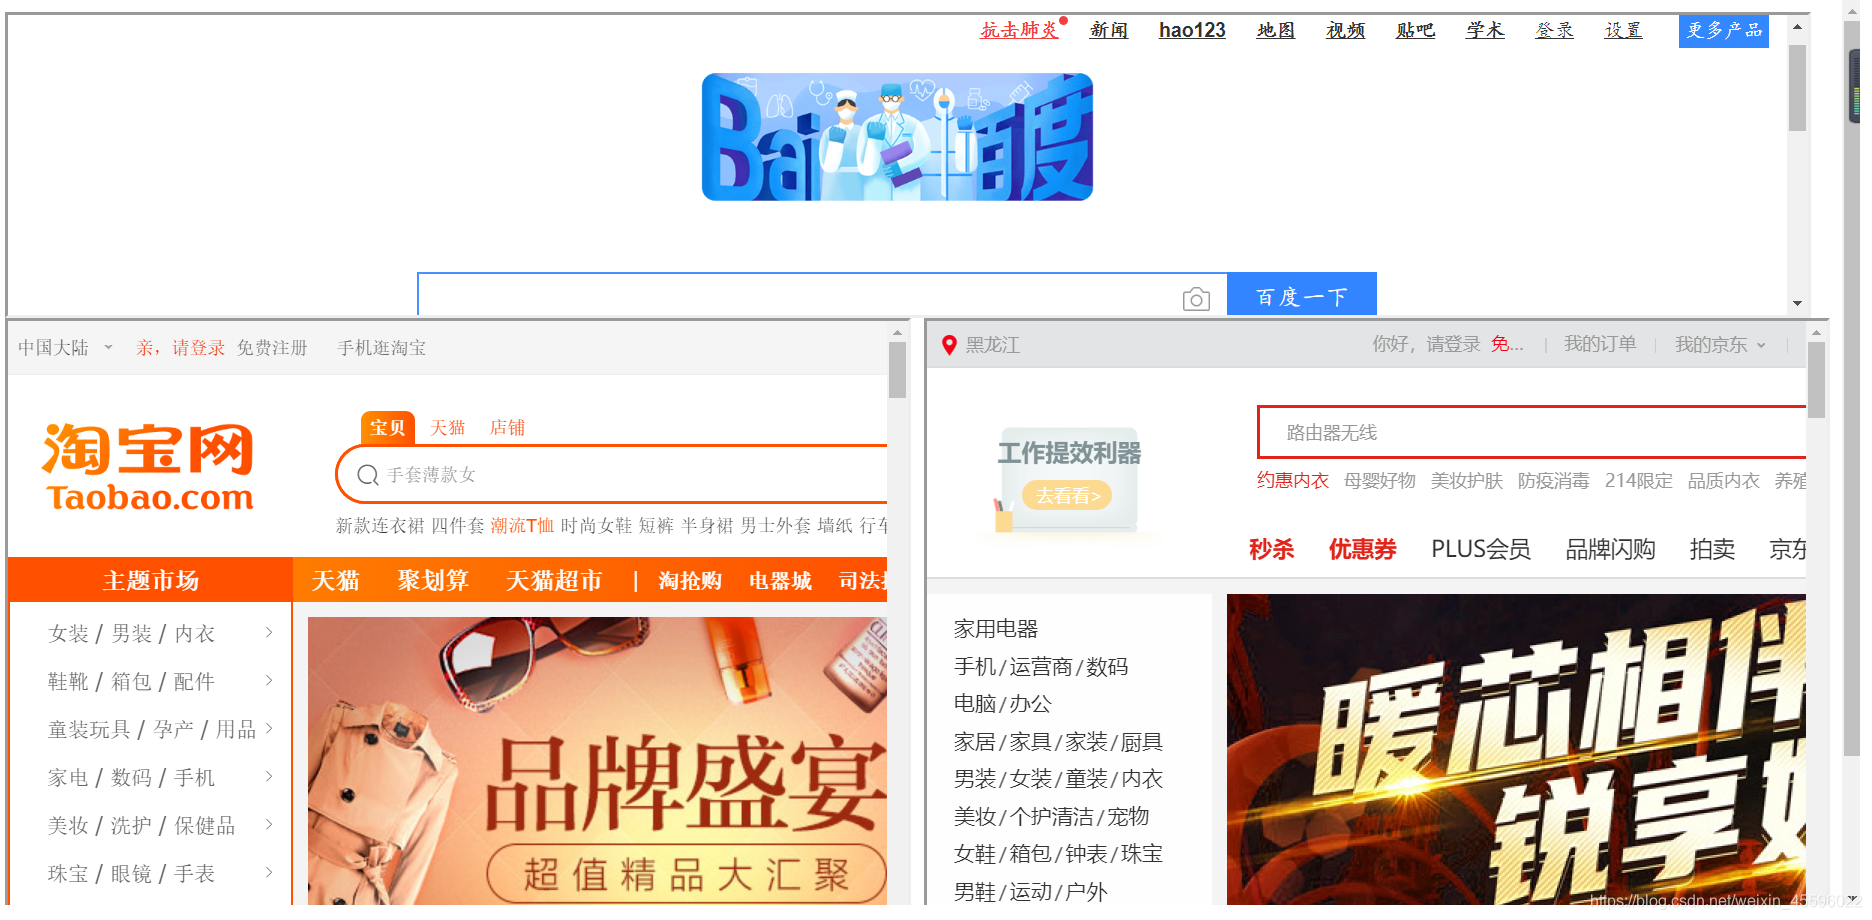 抗击肺炎 新闻 hao123 地图 视频 贴吧 学术 登录 设置 更多产品
Bai 百度
百度一下
中国大陆 亲，请登录 免费注册 手机逛淘宝
宝贝 天猫 店铺
淘宝网
Taobao.com
手套薄款女
新款连衣裙 四件套 潮流T恤 时尚女鞋 短裤 半身裙 男士外套 墙纸 行车
主题市场 天猫 聚划算 天猫超市 | 淘抢购 电器城 司法
女装 / 男装 / 内衣
鞋靴 / 箱包 / 配件
童装玩具 / 孕产 / 用品
家电 / 数码 / 手机
美妆 / 洗护 / 保健品
珠宝 / 眼镜 / 手表
品牌盛宴
超值精品大汇聚
黑龙江 你好，请登录 免... 我的订单 我的京东
工作提效利器
去看看>
路由器无线
约惠内衣 母婴好物 美妆护肤 防疫消毒 214限定 品质内衣 养殖
秒杀 优惠券 PLUS会员 品牌闪购 拍卖 京东
家用电器
手机/运营商/数码
电脑/办公
家居/家具/家装/厨具
男装/女装/童装/内衣
美妆/个护清洁/宠物
女鞋/箱包/钟表/珠宝
男鞋/运动/户外
暖芯相伴
锐享
https://blog.csdn.net/weixin_45596022